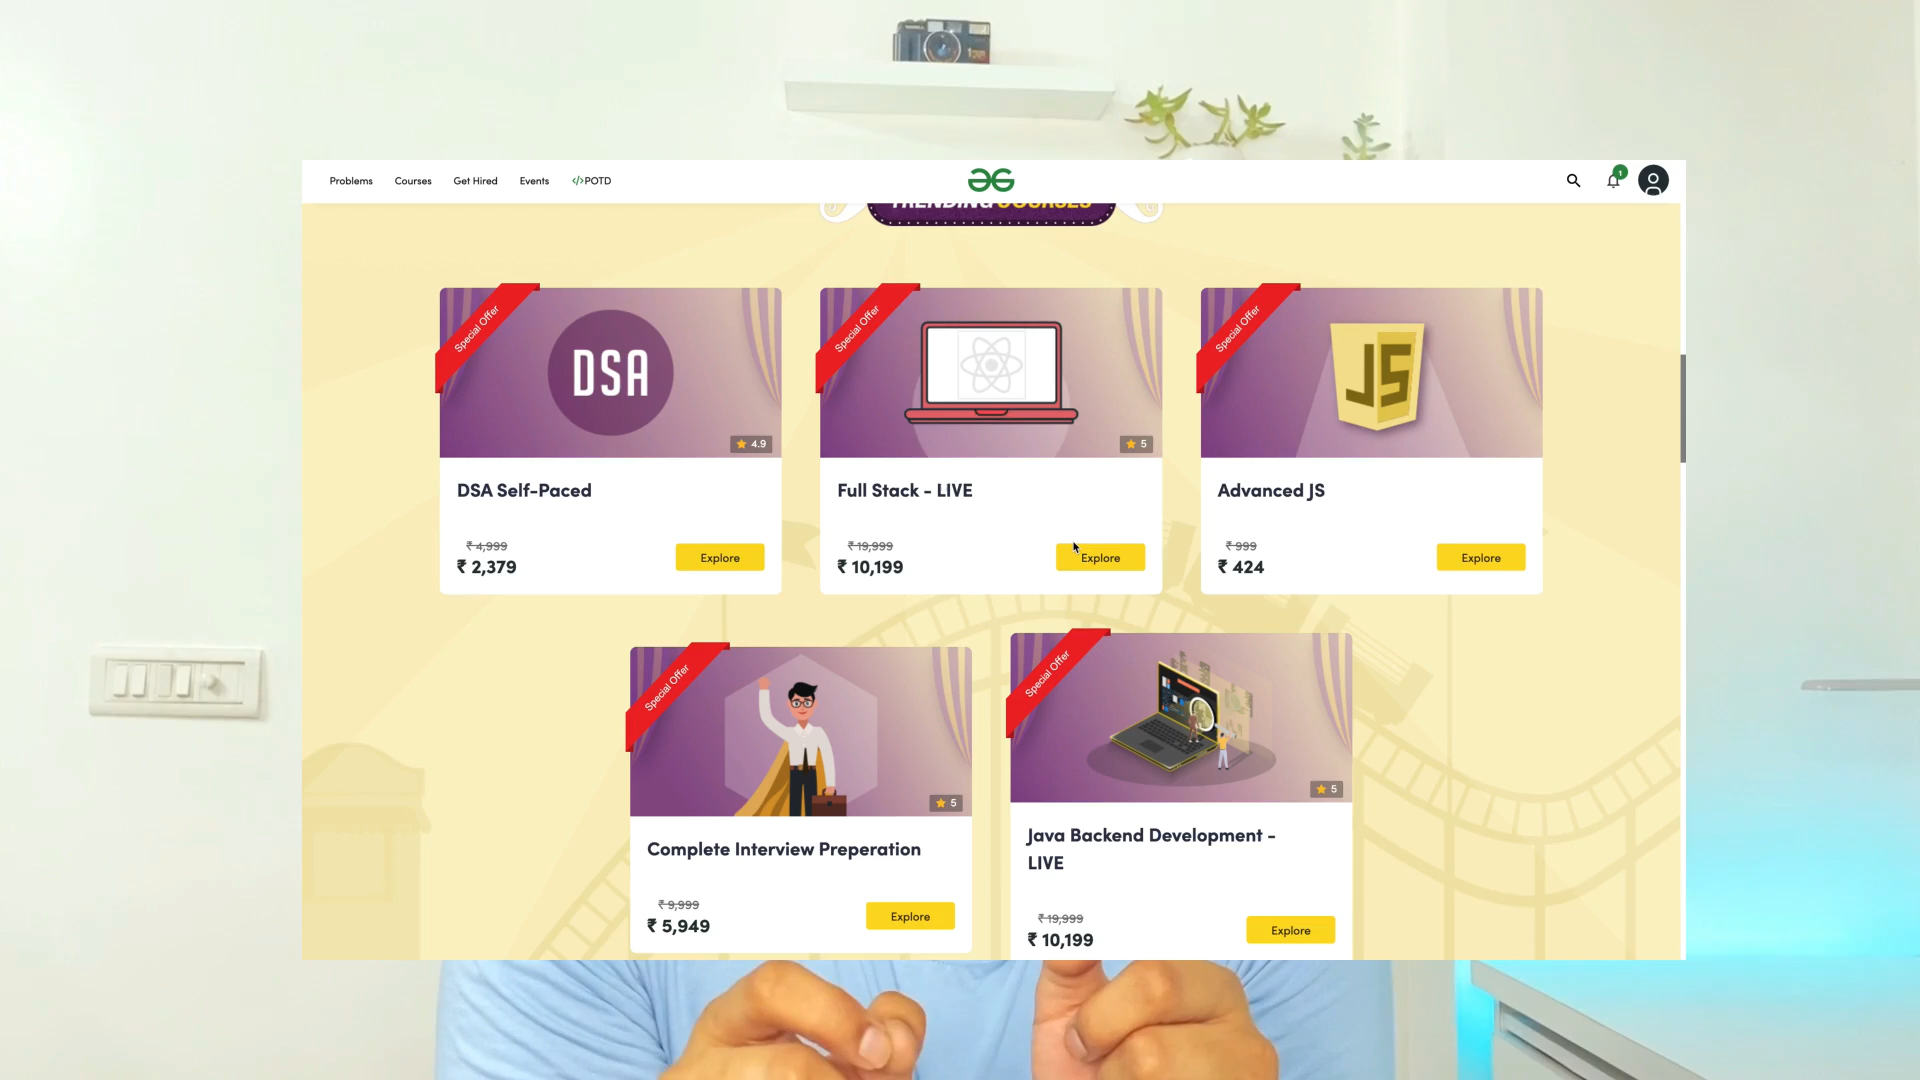 Problems Courses Get Hired Events </>POTD
1
TRENDING COURSES
Special Offer
DSA
4.9
DSA Self-Paced
₹ 4,999
₹ 2,379
Explore
Special Offer
5
Full Stack - LIVE
₹ 19,999
₹ 10,199
Explore
Special Offer
JS
Advanced JS
₹ 999
₹ 424
Explore
Special Offer
5
Complete Interview Preperation
₹ 9,999
₹ 5,949
Explore
Special Offer
5
Java Backend Development -
LIVE
₹ 19,999
₹ 10,199
Explore